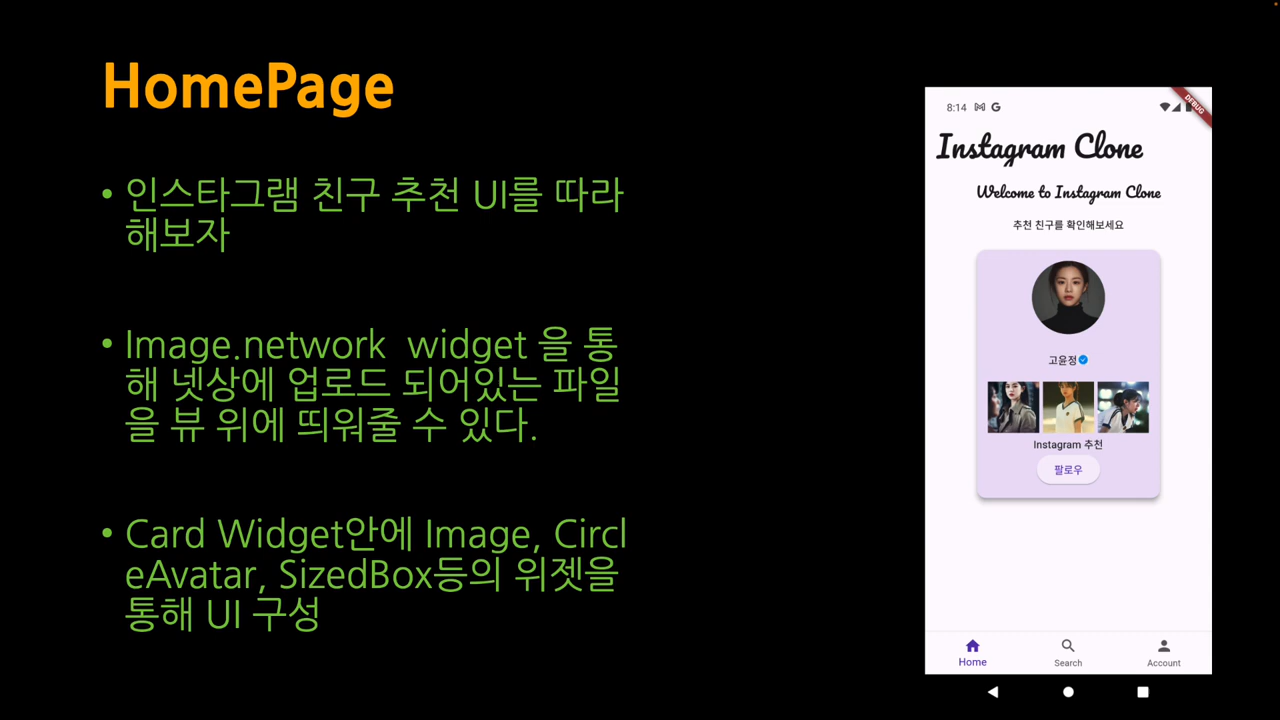 HomePage
• 인스타그램 친구 추천 UI를 따라
해보자
• Image.network widget 을 통
해 넷상에 업로드 되어있는 파일
을 뷰 위에 띄워줄 수 있다.
• Card Widget안에 Image, Circl
eAvatar, SizedBox등의 위젯을
통해 UI 구성
8:14
DEBUG
Instagram Clone
Welcome to Instagram Clone
추천 친구를 확인해보세요
고윤정
Instagram 추천
팔로우
Home Search Account